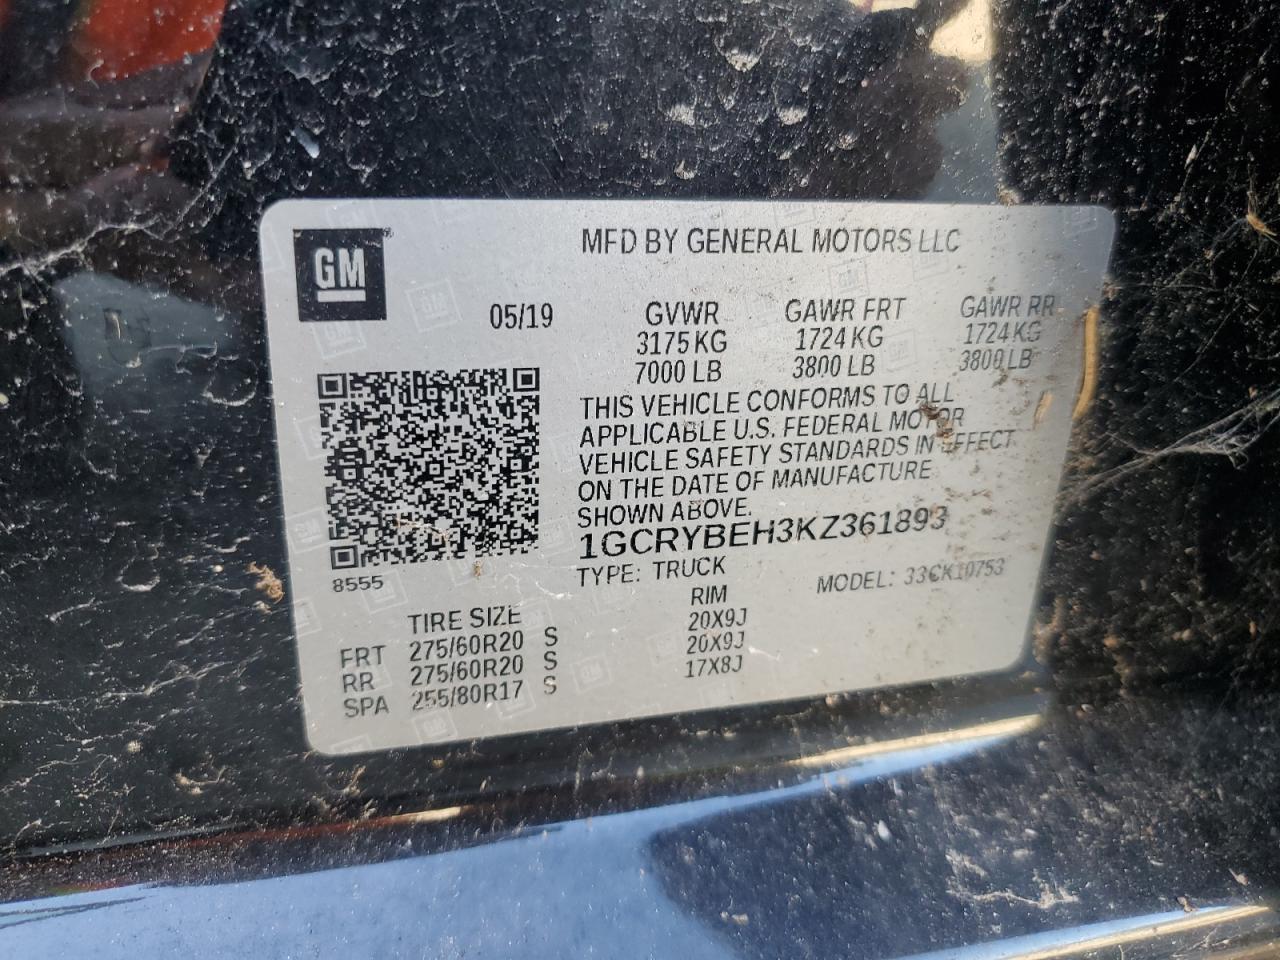 GM
MFD BY GENERAL MOTORS LLC
05/19
GVWR GAWR FRT GAWR RR
3175 KG 1724 KG 1724 KG
7000 LB 3800 LB 3800 LB
THIS VEHICLE CONFORMS TO ALL
APPLICABLE U.S. FEDERAL MOTOR
VEHICLE SAFETY STANDARDS IN EFFECT
ON THE DATE OF MANUFACTURE
SHOWN ABOVE.
1GCRYBEH3KZ361893
8555
TYPE: TRUCK MODEL: 33CK10753
TIRE SIZE RIM
FRT 275/60R20 S 20X9J
RR 275/60R20 S 20X9J
SPA 255/80R17 S 17X8J